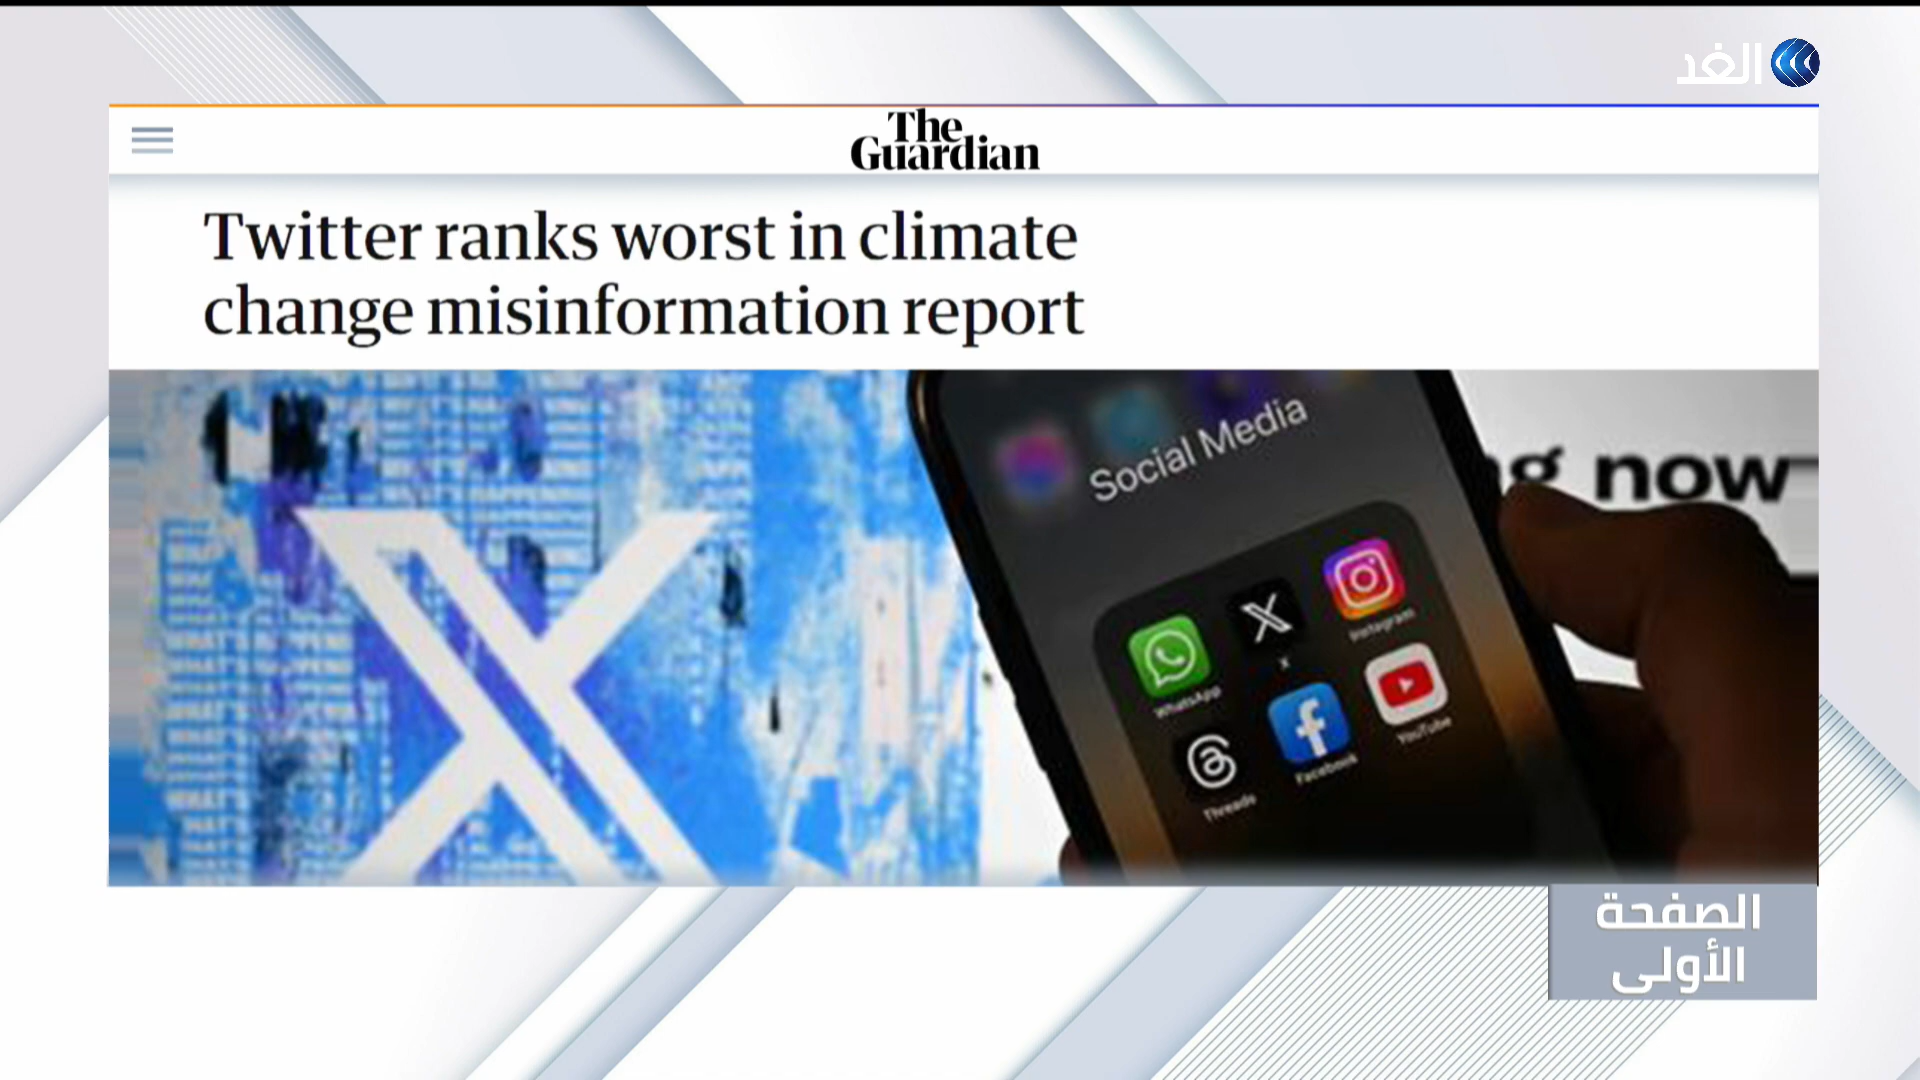 الغد
The
Guardian
Twitter ranks worst in climate
change misinformation report
Social Media
now
WhatsApp
X
Instagram
Threads
Facebook
YouTube
الصفحة
الأولى